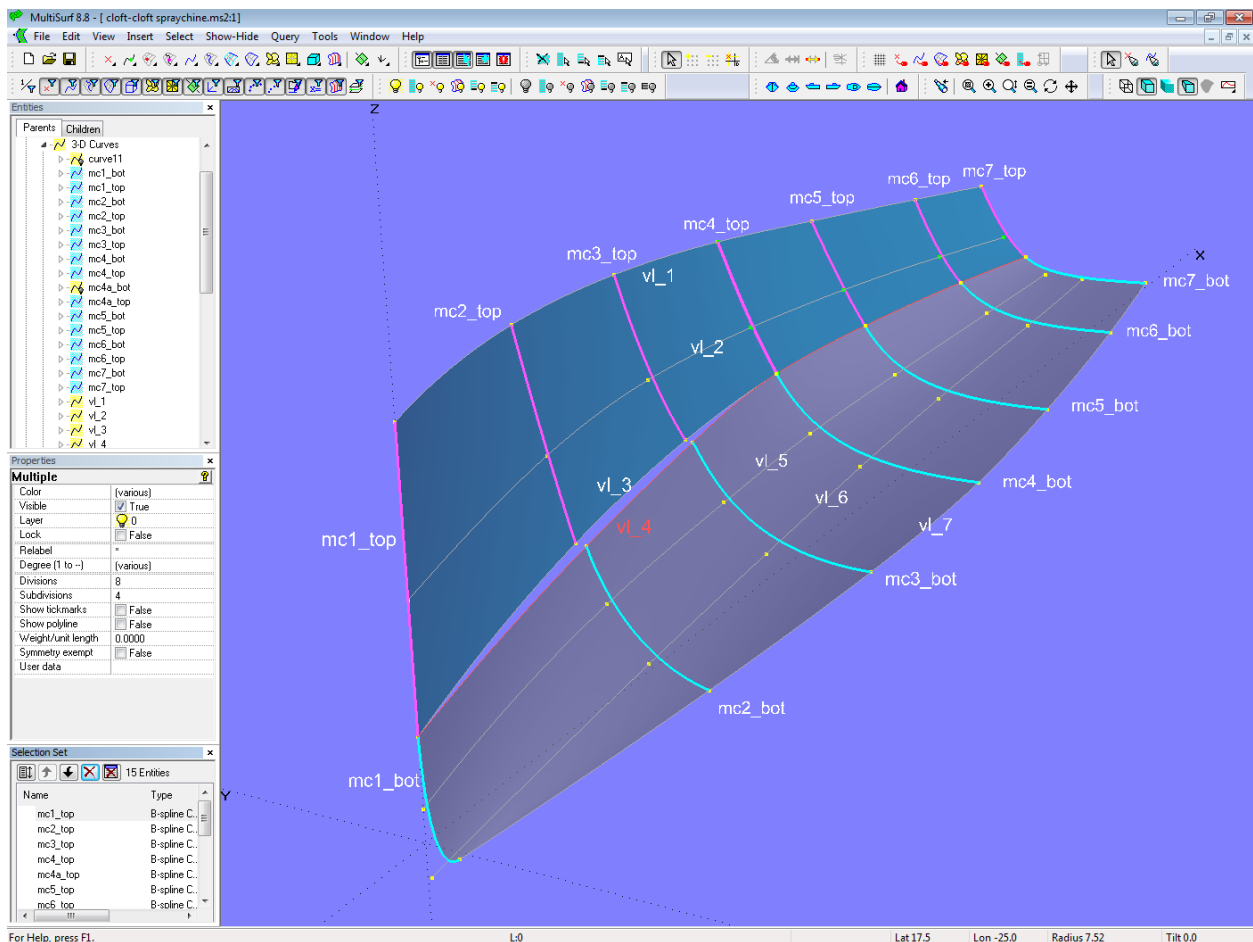 MultiSurf 8.8 - [ cloft-cloft spraychine.ms2:1]
File Edit View Insert Select Show-Hide Query Tools Window Help
Entities
Parents Children
3-D Curves
curve11
mc1_bot
mc1_top
mc2_bot
mc2_top
mc3_bot
mc3_top
mc4_bot
mc4_top
mc4a_bot
mc4a_top
mc5_bot
mc5_top
mc6_bot
mc6_top
mc7_bot
mc7_top
vl_1
vl_2
vl_3
vl_4
Properties
Multiple
Color (various)
Visible True
Layer 0
Lock False
Relabel *
Degree (1 to --) (various)
Divisions 8
Subdivisions 4
Show tickmarks False
Show polyline False
Weight/unit length 0.0000
Symmetry exempt False
User data
Selection Set
15 Entities
Name Type
mc1_top B-spline C..
mc2_top B-spline C..
mc3_top B-spline C..
mc4_top B-spline C..
mc4a_top B-spline C..
mc5_top B-spline C..
mc6_top B-spline C..
Z
mc7_top
mc6_top
mc5_top
mc4_top
mc3_top
mc2_top
vl_1
X
mc7_bot
mc6_bot
vl_2
mc5_bot
vl_5
mc4_bot
vl_3
vl_6
vl_4
vl_7
mc1_top
mc3_bot
mc2_bot
mc1_bot
Y
For Help, press F1. L:0 Lat 17.5 Lon -25.0 Radius 7.52 Tilt 0.0